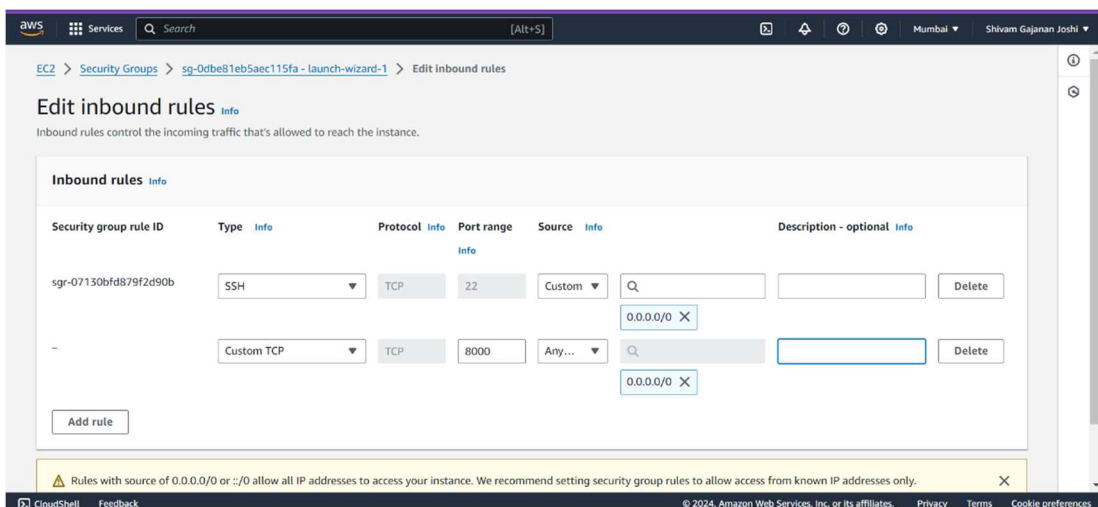 aws Services Search [Alt+S] Mumbai Shivam Gajanan Joshi
EC2 > Security Groups > sg-0dbe81eb5aec115fa - launch-wizard-1 > Edit inbound rules
Edit inbound rules Info
Inbound rules control the incoming traffic that's allowed to reach the instance.
Inbound rules Info
Security group rule ID Type Info Protocol Info Port range Source Info Description - optional Info
Info
sgr-07130bfd879f2d90b SSH TCP 22 Custom Delete
0.0.0.0/0
– Custom TCP TCP 8000 Any... Delete
0.0.0.0/0
Add rule
Rules with source of 0.0.0.0/0 or ::/0 allow all IP addresses to access your instance. We recommend setting security group rules to allow access from known IP addresses only.
CloudShell Feedback © 2024, Amazon Web Services, Inc. or its affiliates. Privacy Terms Cookie preferences